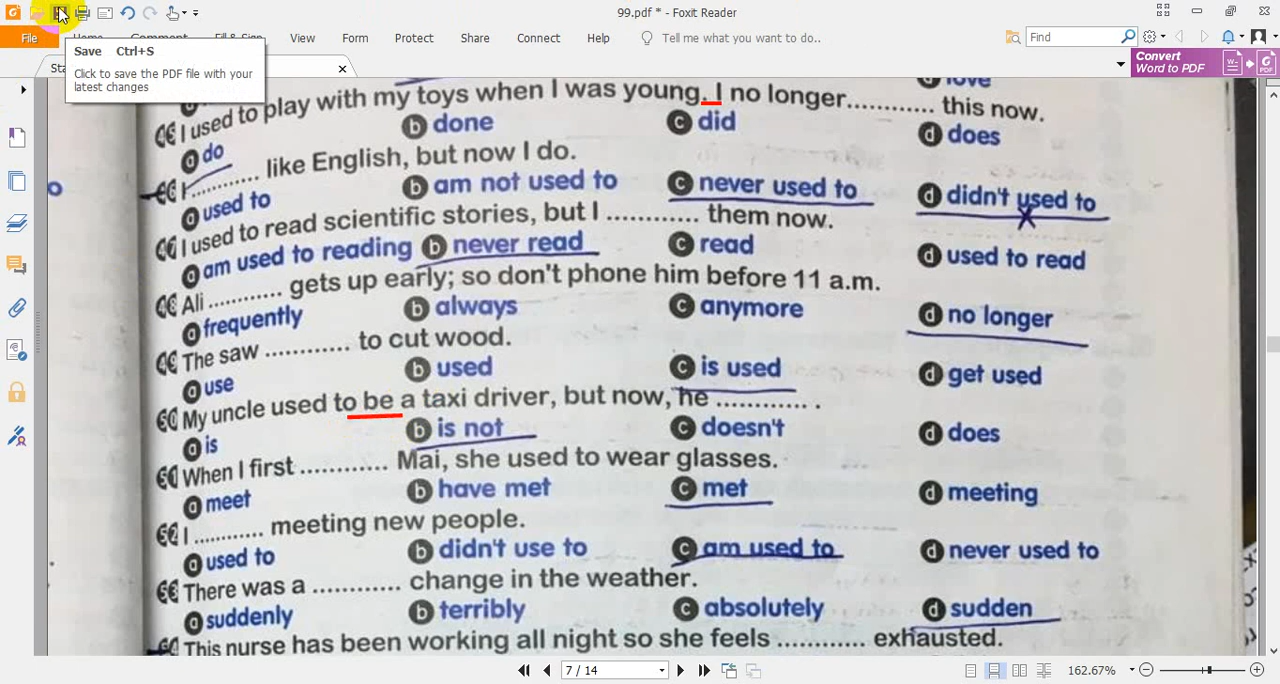 99.pdf * - Foxit Reader
File Home Comment Fill & Sign View Form Protect Share Connect Help Tell me what you want to do.. Find
Save Ctrl+S
Click to save the PDF file with your
latest changes
Convert
Word to PDF
d love
I used to play with my toys when I was young. I no longer............ this now.
a do b done c did d does
I........... like English, but now I do.
a used to b am not used to c never used to d didn't used to
I used to read scientific stories, but I ............ them now.
a am used to reading b never read c read d used to read
Ali ........... gets up early; so don't phone him before 11 a.m.
a frequently b always c anymore d no longer
The saw ............ to cut wood.
a use b used c is used d get used
My uncle used to be a taxi driver, but now, he ............. .
a is b is not c doesn't d does
When I first ............ Mai, she used to wear glasses.
a meet b have met c met d meeting
52 I .......... meeting new people.
a used to b didn't use to c am used to d never used to
There was a ............ change in the weather.
a suddenly b terribly c absolutely d sudden
This nurse has been working all night so she feels ............ exhausted.
7 / 14 162.67%